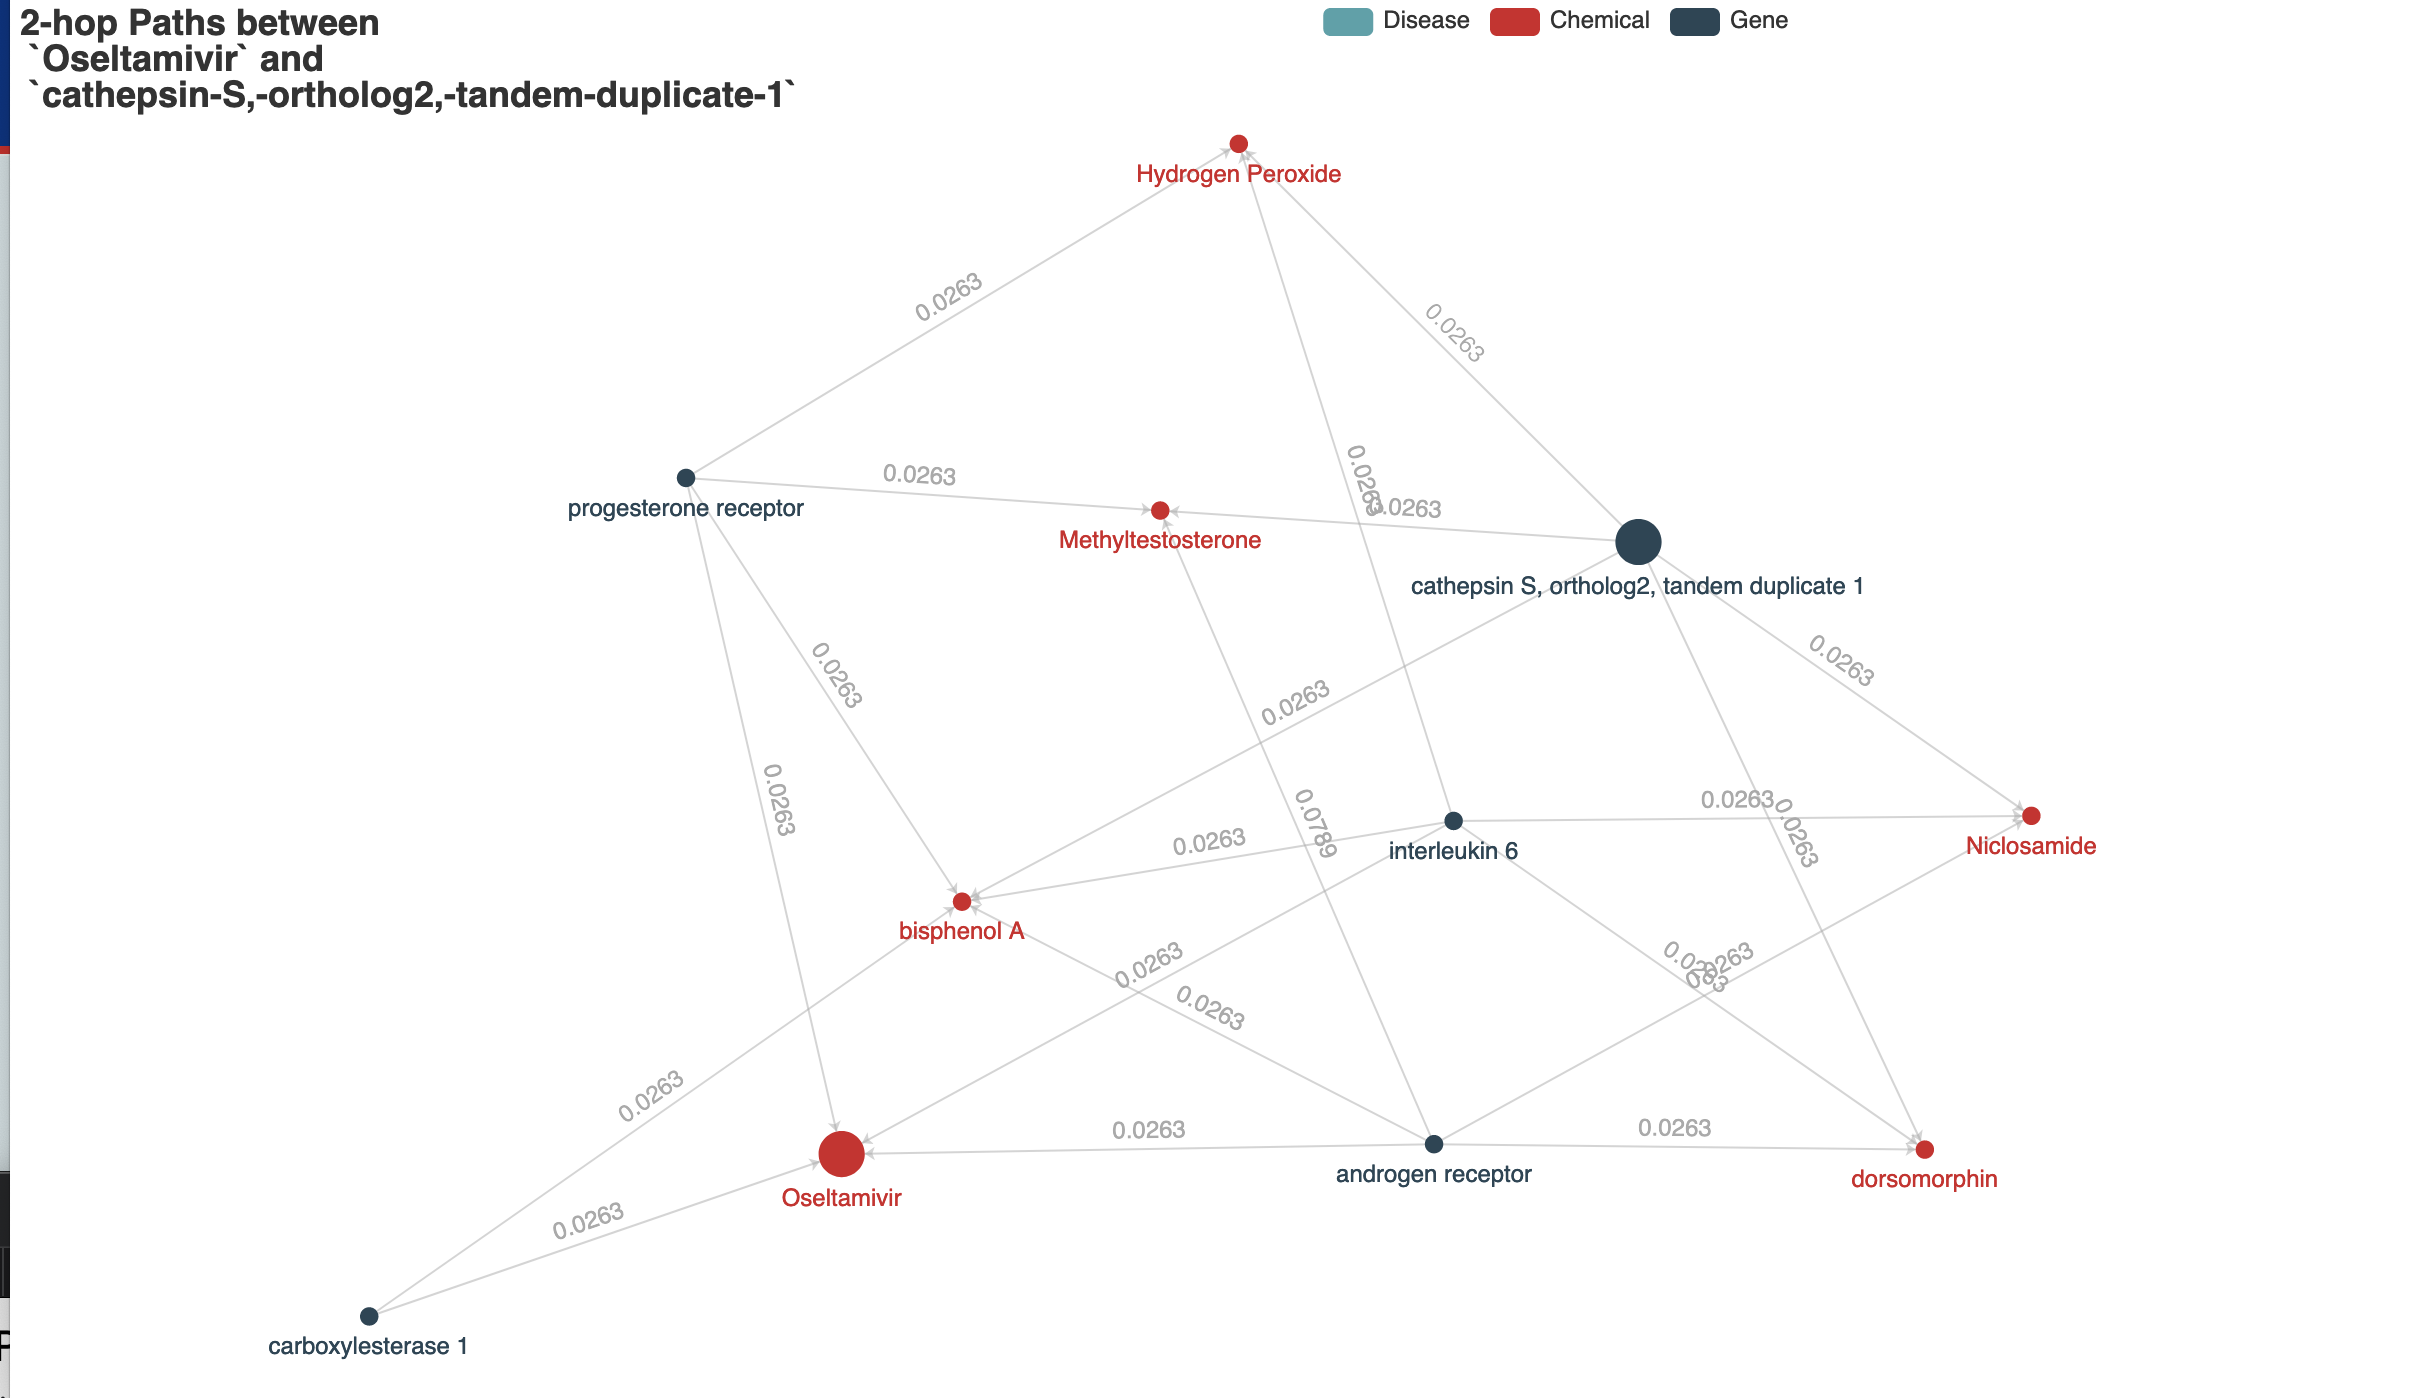 2-hop Paths between
`Oseltamivir` and
`cathepsin-S,-ortholog2,-tandem-duplicate-1`
Disease
Chemical
Gene
Hydrogen Peroxide
0.0263
0.0263
0.0263
0.0263
0.0263
progesterone receptor
Methyltestosterone
cathepsin S, ortholog2, tandem duplicate 1
0.0263
0.0263
0.0263
0.0263
0.0263
0.0263
0.0789
0.0263
interleukin 6
Niclosamide
0.0263
bisphenol A
0.0263
0.0263
0.0263
0.0263
0.0263
0.0263
0.0263
androgen receptor
dorsomorphin
Oseltamivir
0.0263
carboxylesterase 1
P